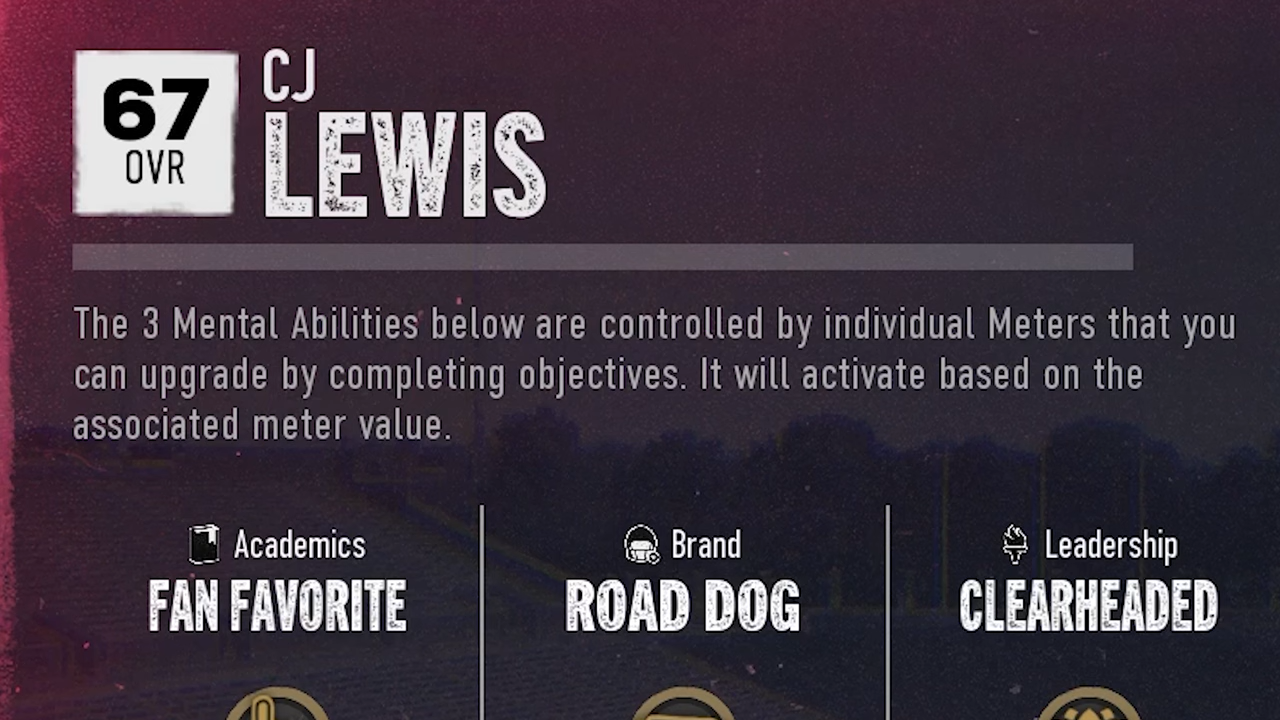 67
OVR
CJ
LEWIS
The 3 Mental Abilities below are controlled by individual Meters that you
can upgrade by completing objectives. It will activate based on the
associated meter value.
Academics
FAN FAVORITE
Brand
ROAD DOG
Leadership
CLEARHEADED